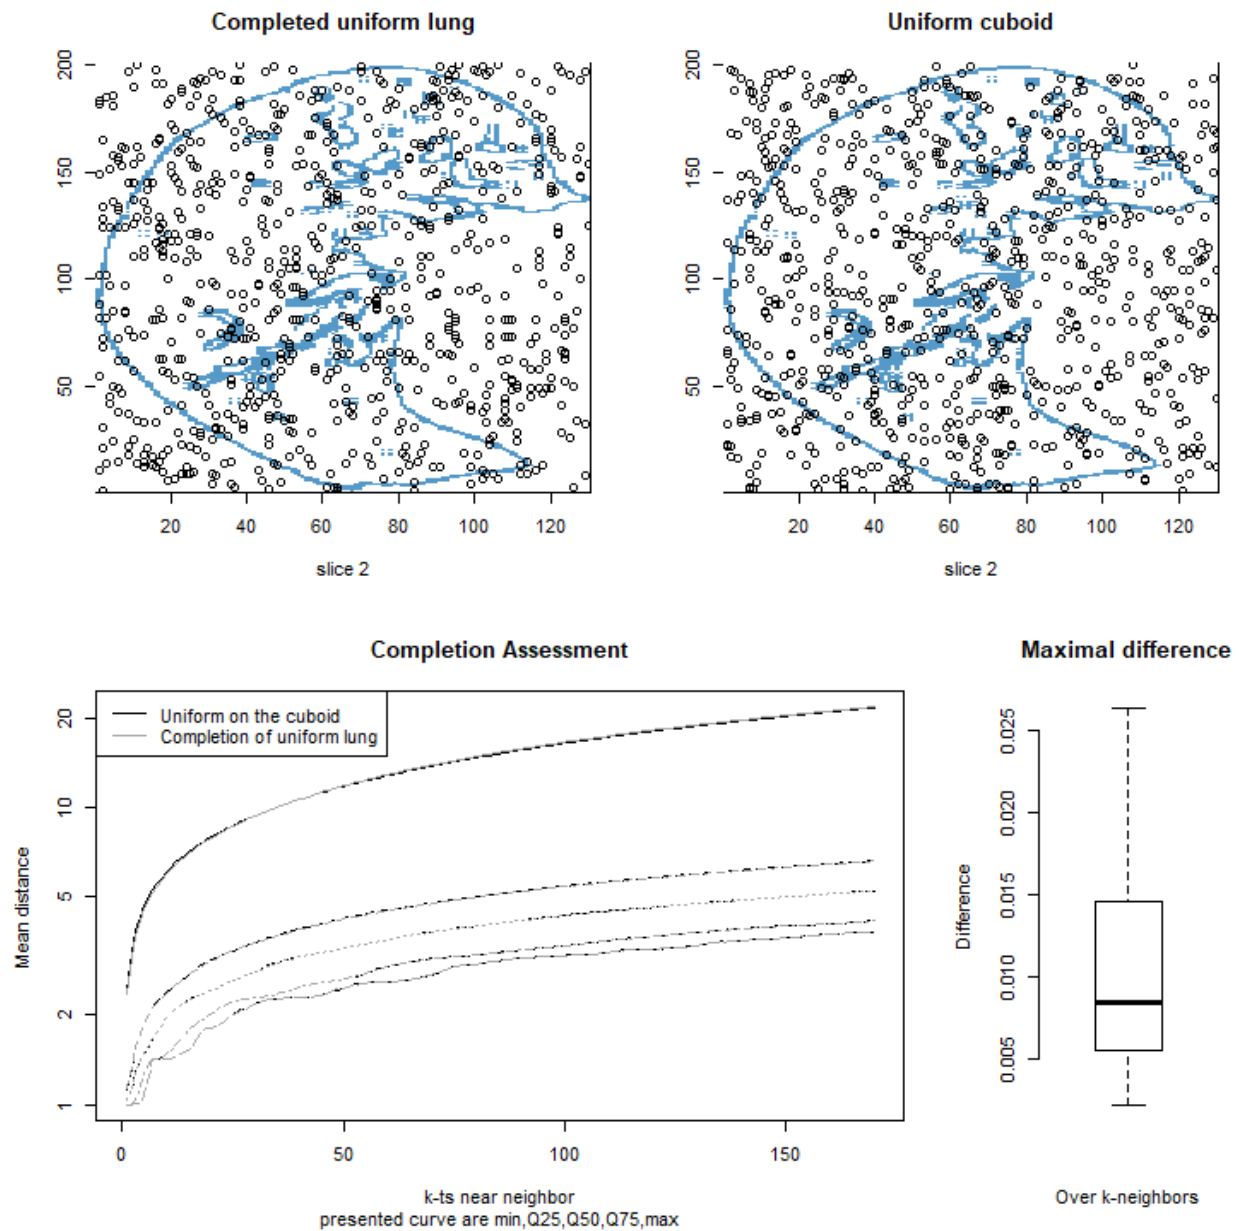 Completed uniform lung
Uniform cuboid
200
150
100
50
20 40 60 80 100 120
slice 2
200
150
100
50
20 40 60 80 100 120
slice 2
Completion Assessment
Maximal difference
Uniform on the cuboid
Completion of uniform lung
Mean distance
20
10
5
2
1
0 50 100 150
k-ts near neighbor
presented curve are min,Q25,Q50,Q75,max
Difference
0.025
0.020
0.015
0.010
0.005
Over k-neighbors